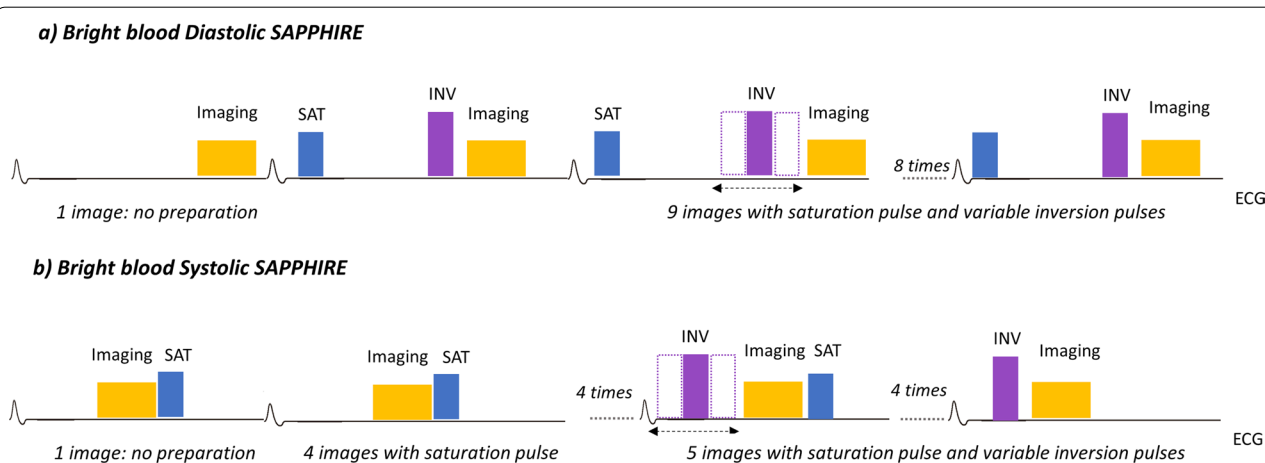 a) Bright blood Diastolic SAPPHIRE
Imaging SAT INV Imaging SAT INV Imaging INV Imaging
8 times
ECG
1 image: no preparation 9 images with saturation pulse and variable inversion pulses
b) Bright blood Systolic SAPPHIRE
Imaging SAT Imaging SAT INV Imaging SAT INV Imaging
4 times 4 times
ECG
1 image: no preparation 4 images with saturation pulse 5 images with saturation pulse and variable inversion pulses